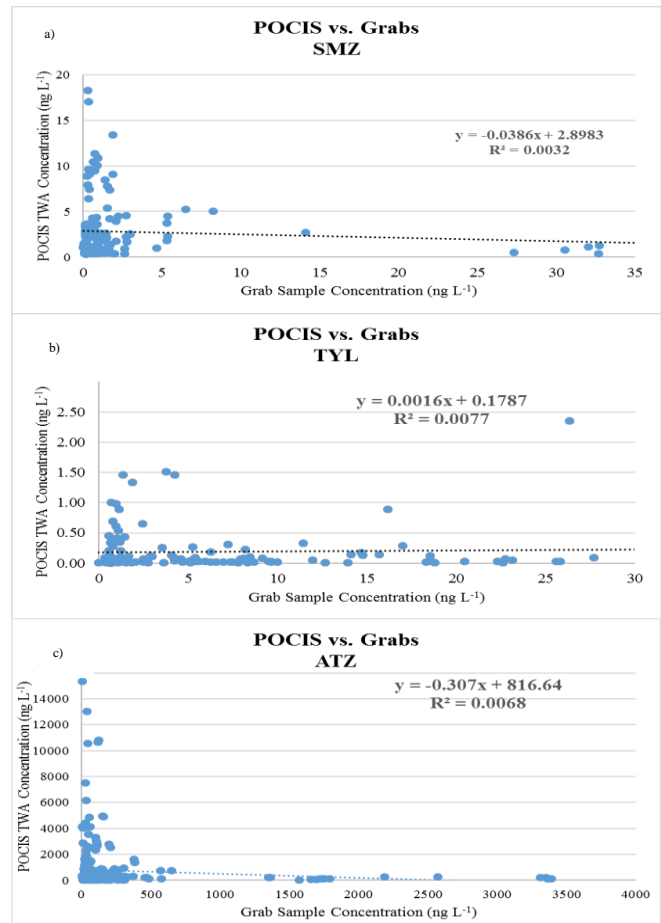 a)
POCIS vs. Grabs
SMZ
y = -0.0386x + 2.8983
R² = 0.0032
POCIS TWA Concentration (ng L⁻¹)
20
15
10
5
0
0 5 10 15 20 25 30 35
Grab Sample Concentration (ng L⁻¹)
b)
POCIS vs. Grabs
TYL
y = 0.0016x + 0.1787
R² = 0.0077
POCIS TWA Concentration (ng L⁻¹)
2.50
2.00
1.50
1.00
0.50
0.00
0 5 10 15 20 25 30
Grab Sample Concentration (ng L⁻¹)
c)
POCIS vs. Grabs
ATZ
y = -0.307x + 816.64
R² = 0.0068
POCIS TWA Concentration (ng L⁻¹)
14000
12000
10000
8000
6000
4000
2000
0
0 500 1000 1500 2000 2500 3000 3500 4000
Grab Sample Concentration (ng L⁻¹)